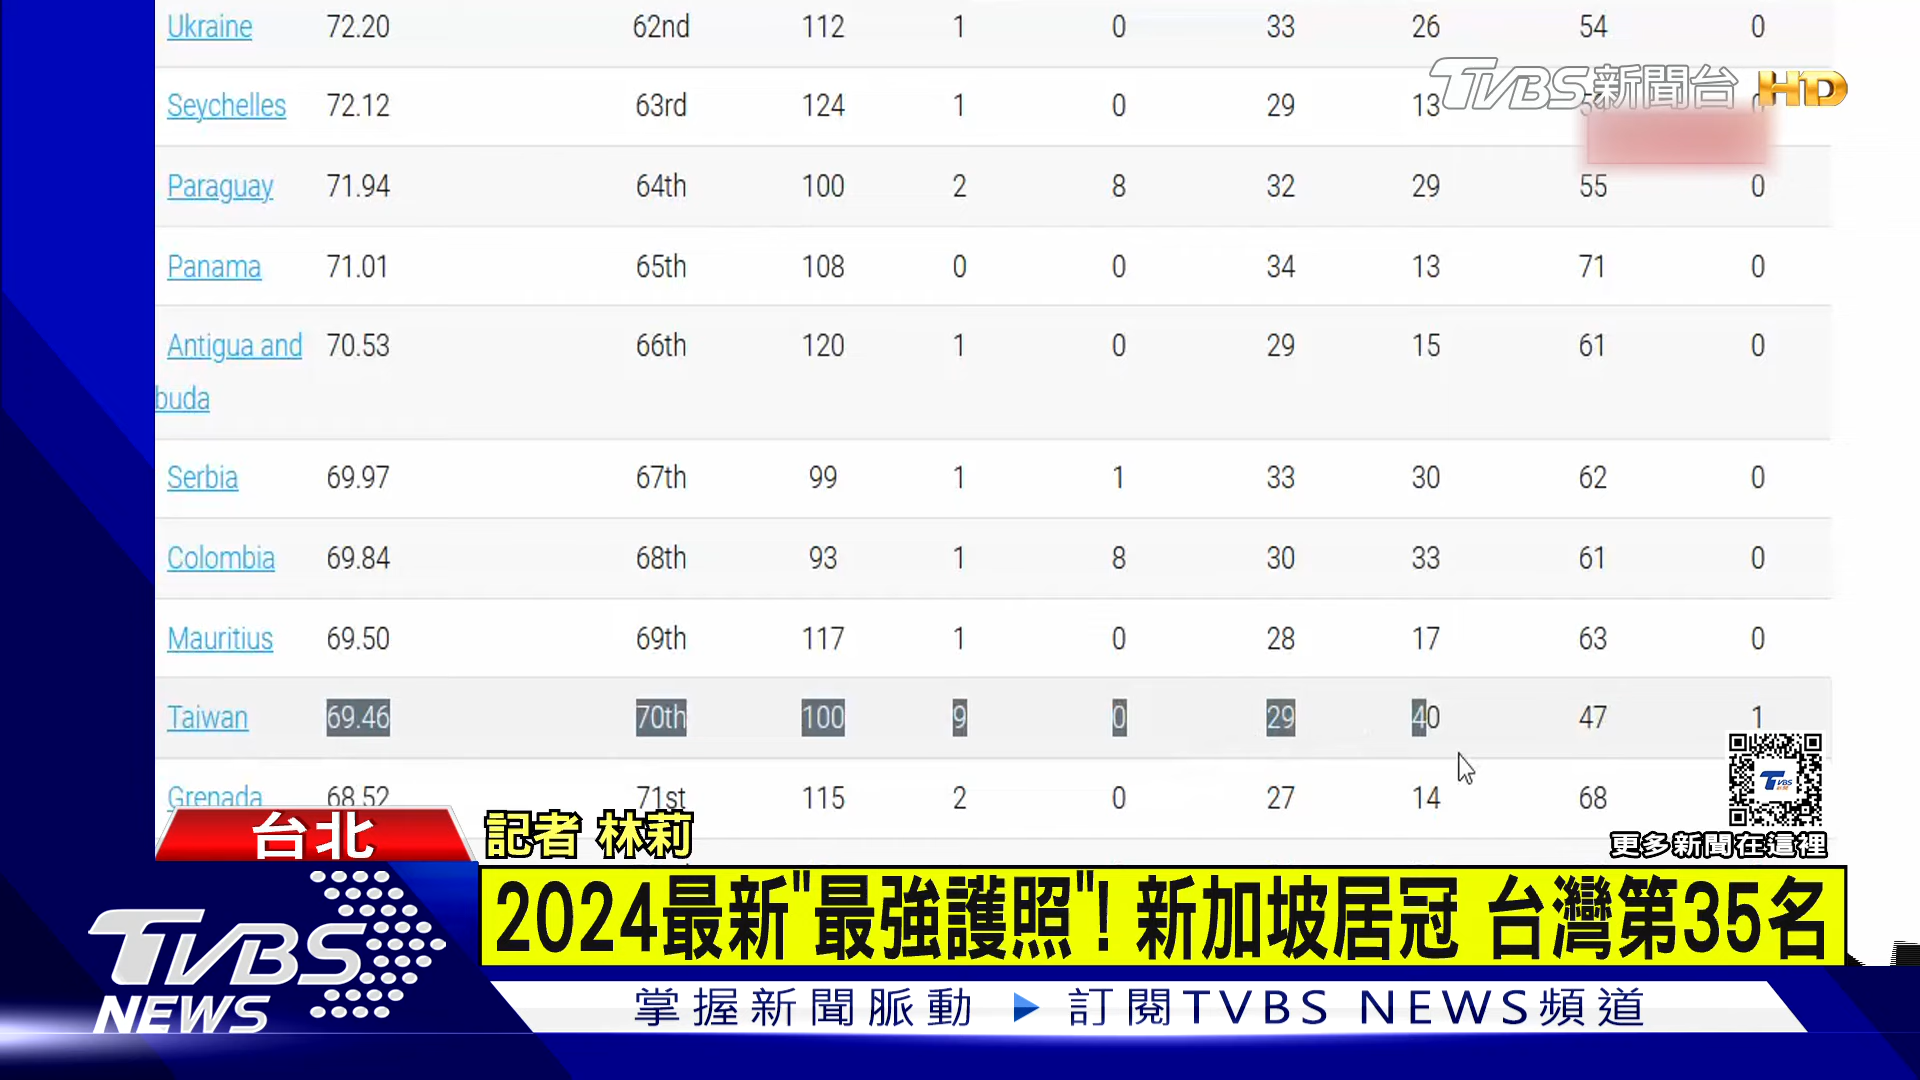 Ukraine 72.20 62nd 112 1 0 33 26 54 0
TVBS新聞台 HD
Seychelles 72.12 63rd 124 1 0 29 13
Paraguay 71.94 64th 100 2 8 32 29 55 0
Panama 71.01 65th 108 0 0 34 13 71 0
Antigua and 70.53 66th 120 1 0 29 15 61 0
buda
Serbia 69.97 67th 99 1 1 33 30 62 0
Colombia 69.84 68th 93 1 8 30 33 61 0
Mauritius 69.50 69th 117 1 0 28 17 63 0
Taiwan 69.46 70th 100 9 0 29 40 47 1
Grenada 68.52 71st 115 2 0 27 14 68
TVBS
更多新聞在這裡
台北
記者 林莉
2024最新"最強護照"! 新加坡居冠 台灣第35名
TVBS
NEWS
掌握新聞脈動 ▶ 訂閱TVBS NEWS頻道